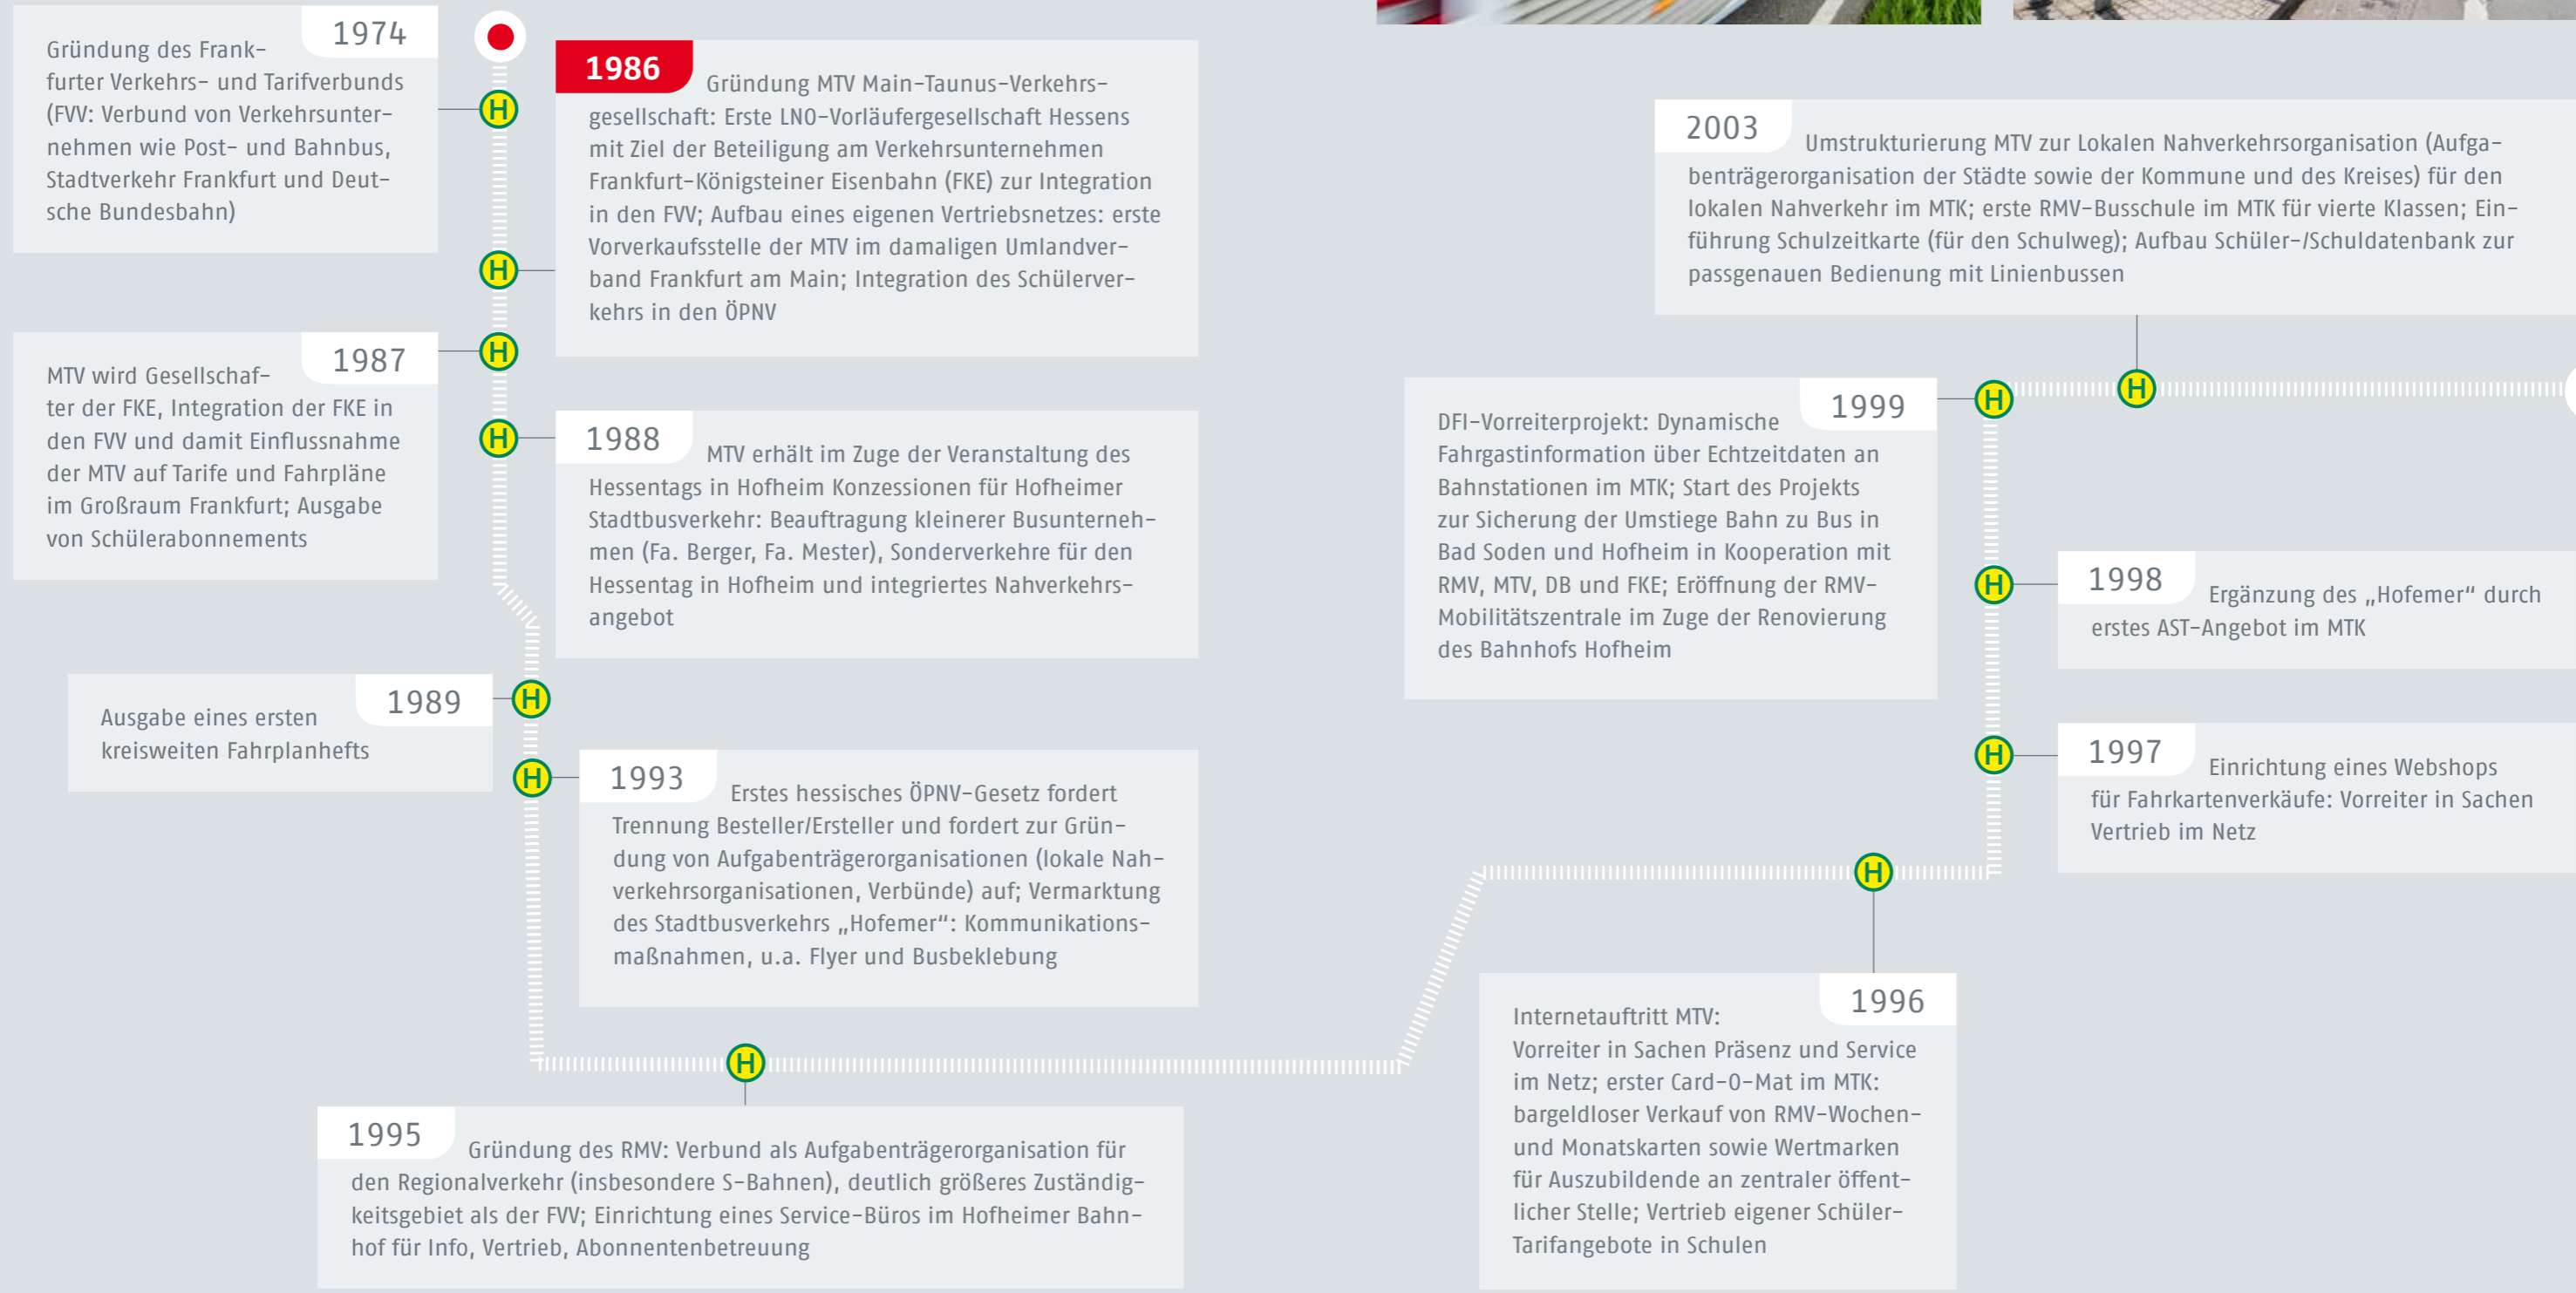 1974
Gründung des Frank-
furter Verkehrs- und Tarifverbunds
(FVV: Verbund von Verkehrsunter-
nehmen wie Post- und Bahnbus,
Stadtverkehr Frankfurt und Deut-
sche Bundesbahn)
H
1986
Gründung MTV Main-Taunus-Verkehrs-
gesellschaft: Erste LNO-Vorläufergesellschaft Hessens
mit Ziel der Beteiligung am Verkehrsunternehmen
Frankfurt-Königsteiner Eisenbahn (FKE) zur Integration
in den FVV; Aufbau eines eigenen Vertriebsnetzes: erste
Vorverkaufsstelle der MTV im damaligen Umlandver-
band Frankfurt am Main; Integration des Schülerver-
kehrs in den ÖPNV
H
1987
MTV wird Gesellschaf-
ter der FKE, Integration der FKE in
den FVV und damit Einflussnahme
der MTV auf Tarife und Fahrpläne
im Großraum Frankfurt; Ausgabe
von Schülerabonnements
H
1988
MTV erhält im Zuge der Veranstaltung des
Hessentags in Hofheim Konzessionen für Hofheimer
Stadtbusverkehr: Beauftragung kleinerer Busunterneh-
men (Fa. Berger, Fa. Mester), Sonderverkehre für den
Hessentag in Hofheim und integriertes Nahverkehrs-
angebot
H
1989
Ausgabe eines ersten
kreisweiten Fahrplanhefts
H
1993
Erstes hessisches ÖPNV-Gesetz fordert
Trennung Besteller/Ersteller und fordert zur Grün-
dung von Aufgabenträgerorganisationen (lokale Nah-
verkehrsorganisationen, Verbünde) auf; Vermarktung
des Stadtbusverkehrs „Hofemer“: Kommunikations-
maßnahmen, u.a. Flyer und Busbeklebung
H
1995
Gründung des RMV: Verbund als Aufgabenträgerorganisation für
den Regionalverkehr (insbesondere S-Bahnen), deutlich größeres Zuständig-
keitsgebiet als der FVV; Einrichtung eines Service-Büros im Hofheimer Bahn-
hof für Info, Vertrieb, Abonnentenbetreuung
H
1996
Internetauftritt MTV:
Vorreiter in Sachen Präsenz und Service
im Netz; erster Card-O-Mat im MTK:
bargeldloser Verkauf von RMV-Wochen-
und Monatskarten sowie Wertmarken
für Auszubildende an zentraler öffent-
licher Stelle; Vertrieb eigener Schüler-
Tarifangebote in Schulen
H
1997
Einrichtung eines Webshops
für Fahrkartenverkäufe: Vorreiter in Sachen
Vertrieb im Netz
H
1998
Ergänzung des „Hofemer“ durch
erstes AST-Angebot im MTK
H
1999
DFI-Vorreiterprojekt: Dynamische
Fahrgastinformation über Echtzeitdaten an
Bahnstationen im MTK; Start des Projekts
zur Sicherung der Umstiege Bahn zu Bus in
Bad Soden und Hofheim in Kooperation mit
RMV, MTV, DB und FKE; Eröffnung der RMV-
Mobilitätszentrale im Zuge der Renovierung
des Bahnhofs Hofheim
H
2003
Umstrukturierung MTV zur Lokalen Nahverkehrsorganisation (Aufga-
benträgerorganisation der Städte sowie der Kommune und des Kreises) für den
lokalen Nahverkehr im MTK; erste RMV-Busschule im MTK für vierte Klassen; Ein-
führung Schulzeitkarte (für den Schulweg); Aufbau Schüler-/Schuldatenbank zur
passgenauen Bedienung mit Linienbussen
H